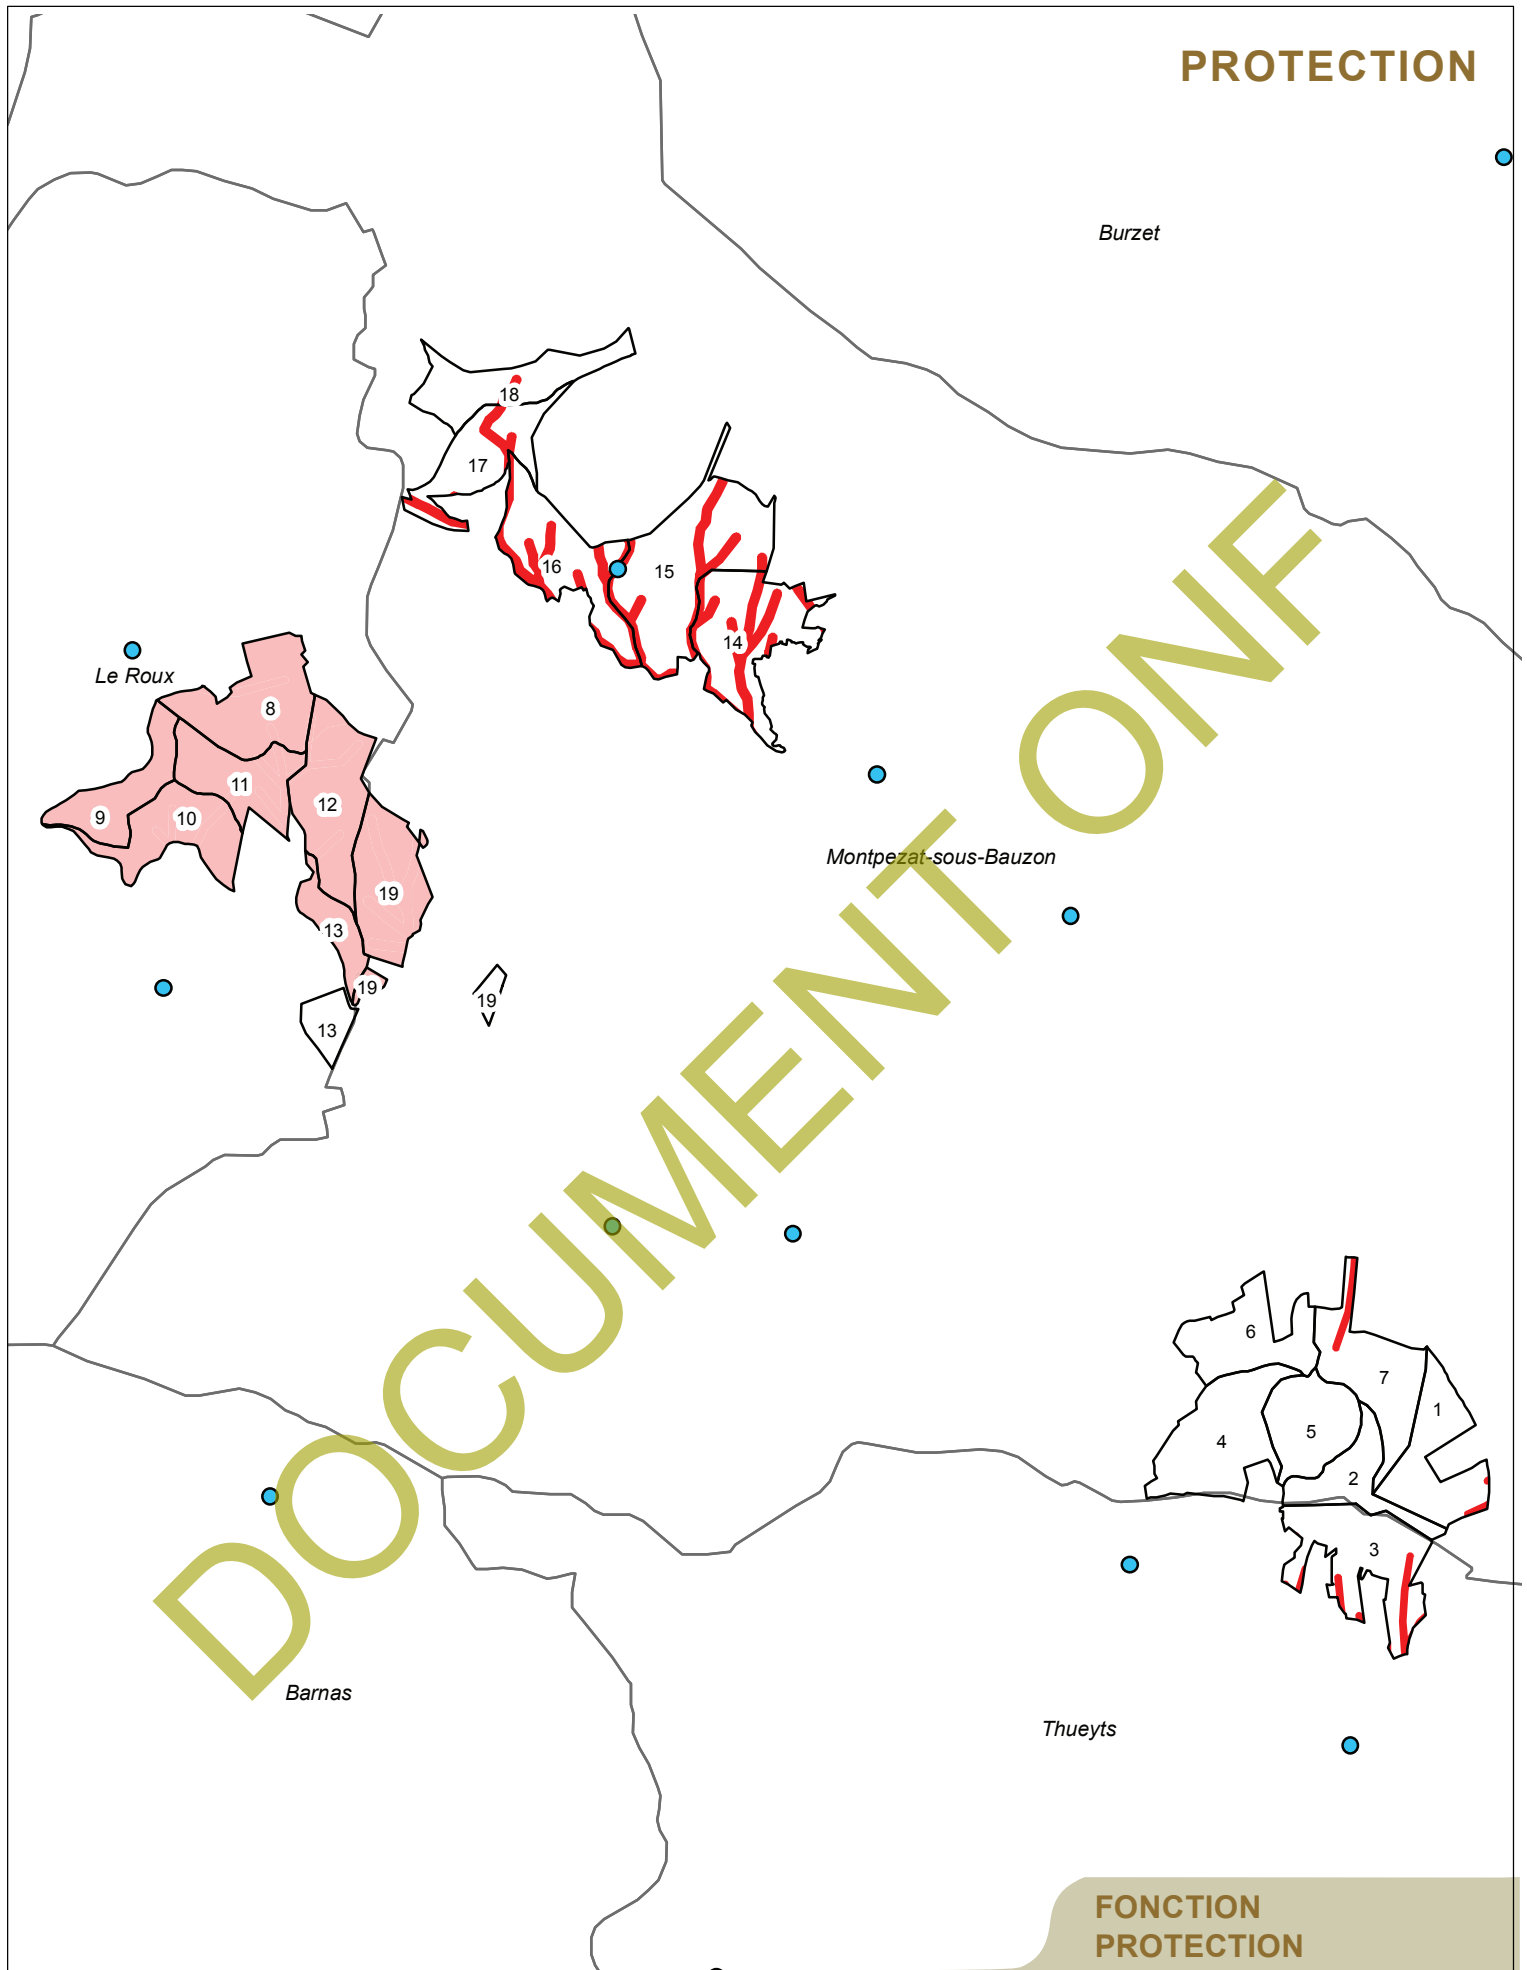 PROTECTION
Burzet
18
17
16
15
14
Le Roux
8
11
12
9
10
19
13
19
19
13
Montpezat-sous-Bauzon
DOCUMENT ONF
6
7
1
5
4
2
3
Barnas
Thueyts
FONCTION
PROTECTION